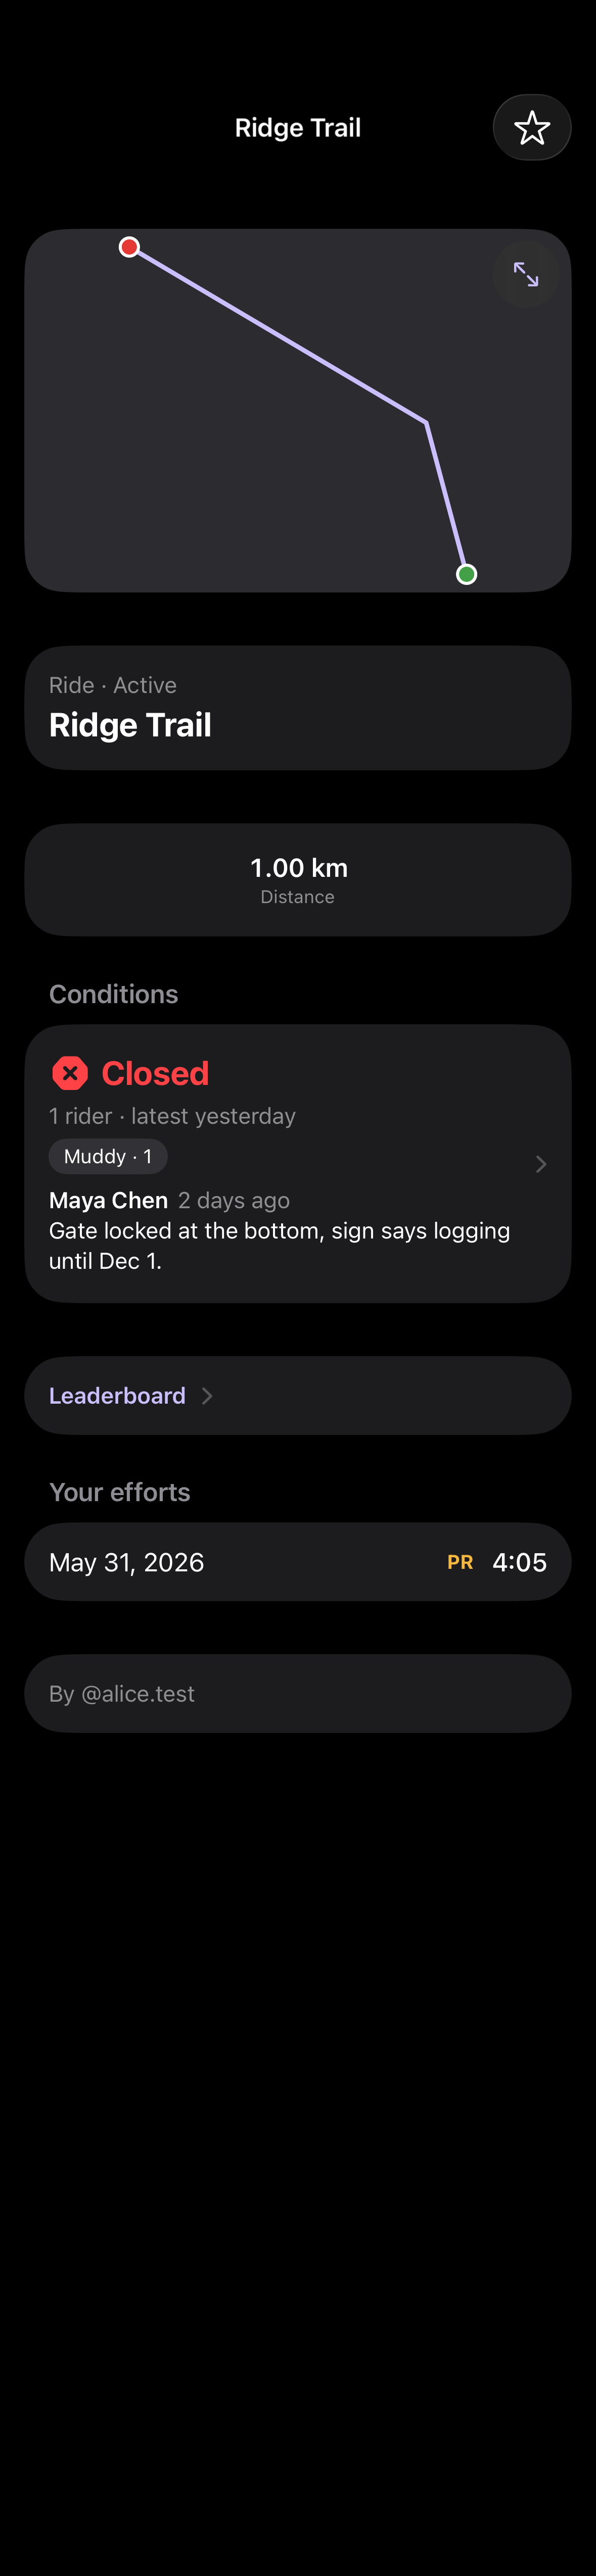 Ridge Trail
Ride · Active
Ridge Trail
1.00 km
Distance
Conditions
Closed
1 rider · latest yesterday
Muddy · 1
Maya Chen 2 days ago
Gate locked at the bottom, sign says logging
until Dec 1.
Leaderboard
Your efforts
May 31, 2026 PR 4:05
By @alice.test